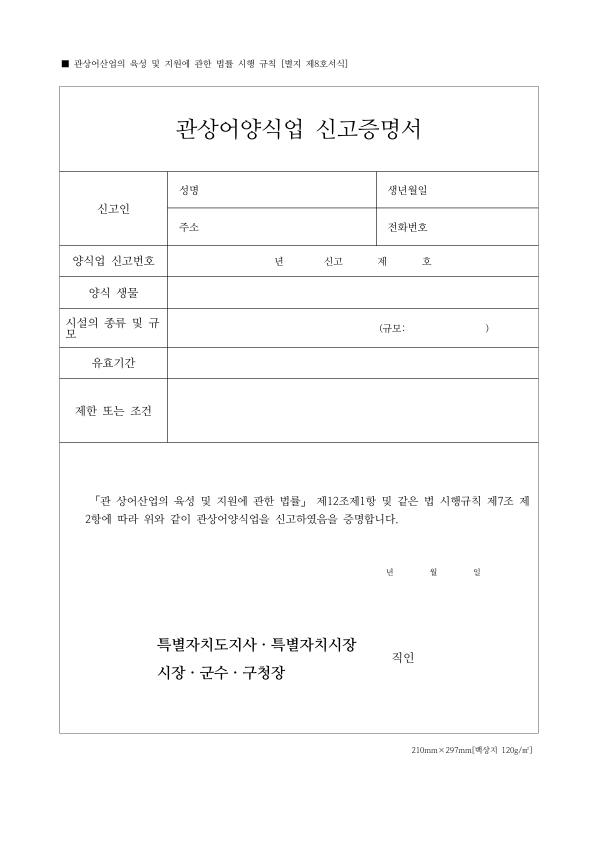 ■ 관상어산업의 육성 및 지원에 관한 법률 시행 규칙 [별지 제8호서식]
관상어양식업 신고증명서
신고인
성명
생년월일
주소
전화번호
양식업 신고번호
년 신고 제 호
양식 생물
시설의 종류 및 규
모
(규모: )
유효기간
제한 또는 조건
「관 상어산업의 육성 및 지원에 관한 법률」 제12조제1항 및 같은 법 시행규칙 제7조 제
2항에 따라 위와 같이 관상어양식업을 신고하였음을 증명합니다.
년 월 일
특별자치도지사 · 특별자치시장
시장 · 군수 · 구청장
직인
210mm×297mm[백상지 120g/㎡]